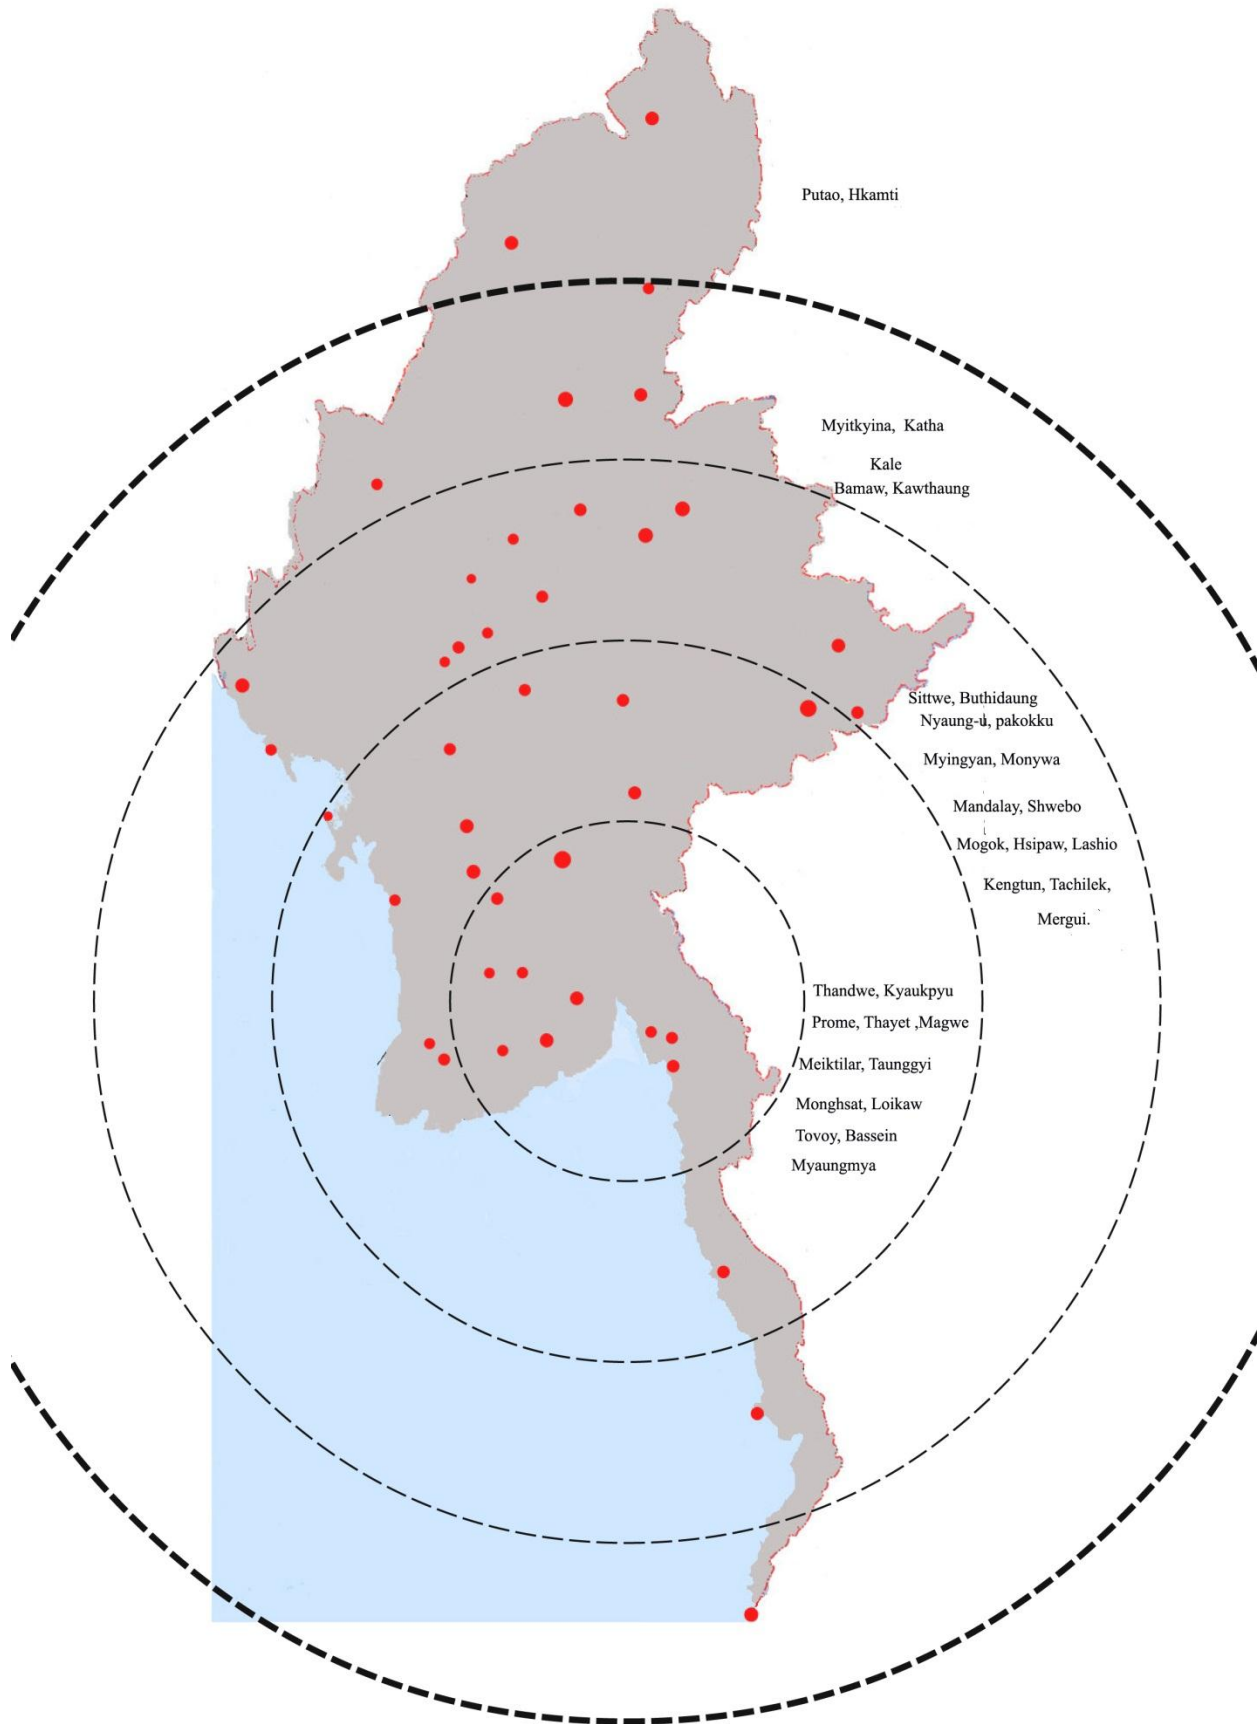 Putao, Hkamti
Myitkyina, Katha
Kale
Bamaw, Kawthaung
Sittwe, Buthidaung
Nyaung-u, pakokku
Myingyan, Monywa
Mandalay, Shwebo
Mogok, Hsipaw, Lashio
Kengtun, Tachilek,
Mergui.
Thandwe, Kyaukpyu
Prome, Thayet ,Magwe
Meiktilar, Taunggyi
Monghsat, Loikaw
Tovoy, Bassein
Myaungmya